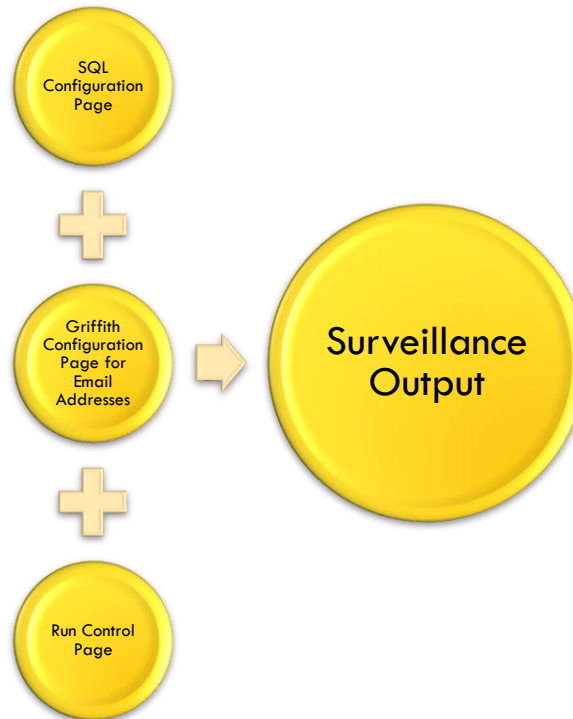 SQL
Configuration
Page
Griffith
Configuration
Page for
Email
Addresses
Surveillance
Output
Run Control
Page